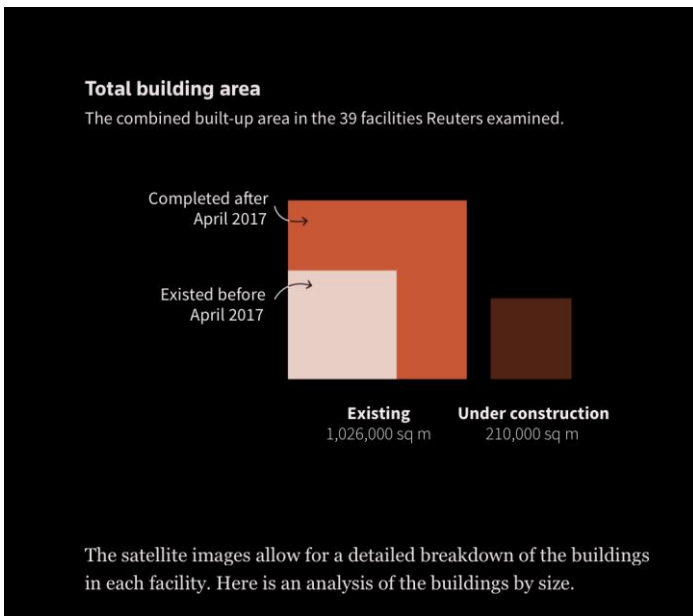 Total building area
The combined built-up area in the 39 facilities Reuters examined.
Completed after
April 2017
Existed before
April 2017
Existing
1,026,000 sq m
Under construction
210,000 sq m
The satellite images allow for a detailed breakdown of the buildings
in each facility. Here is an analysis of the buildings by size.